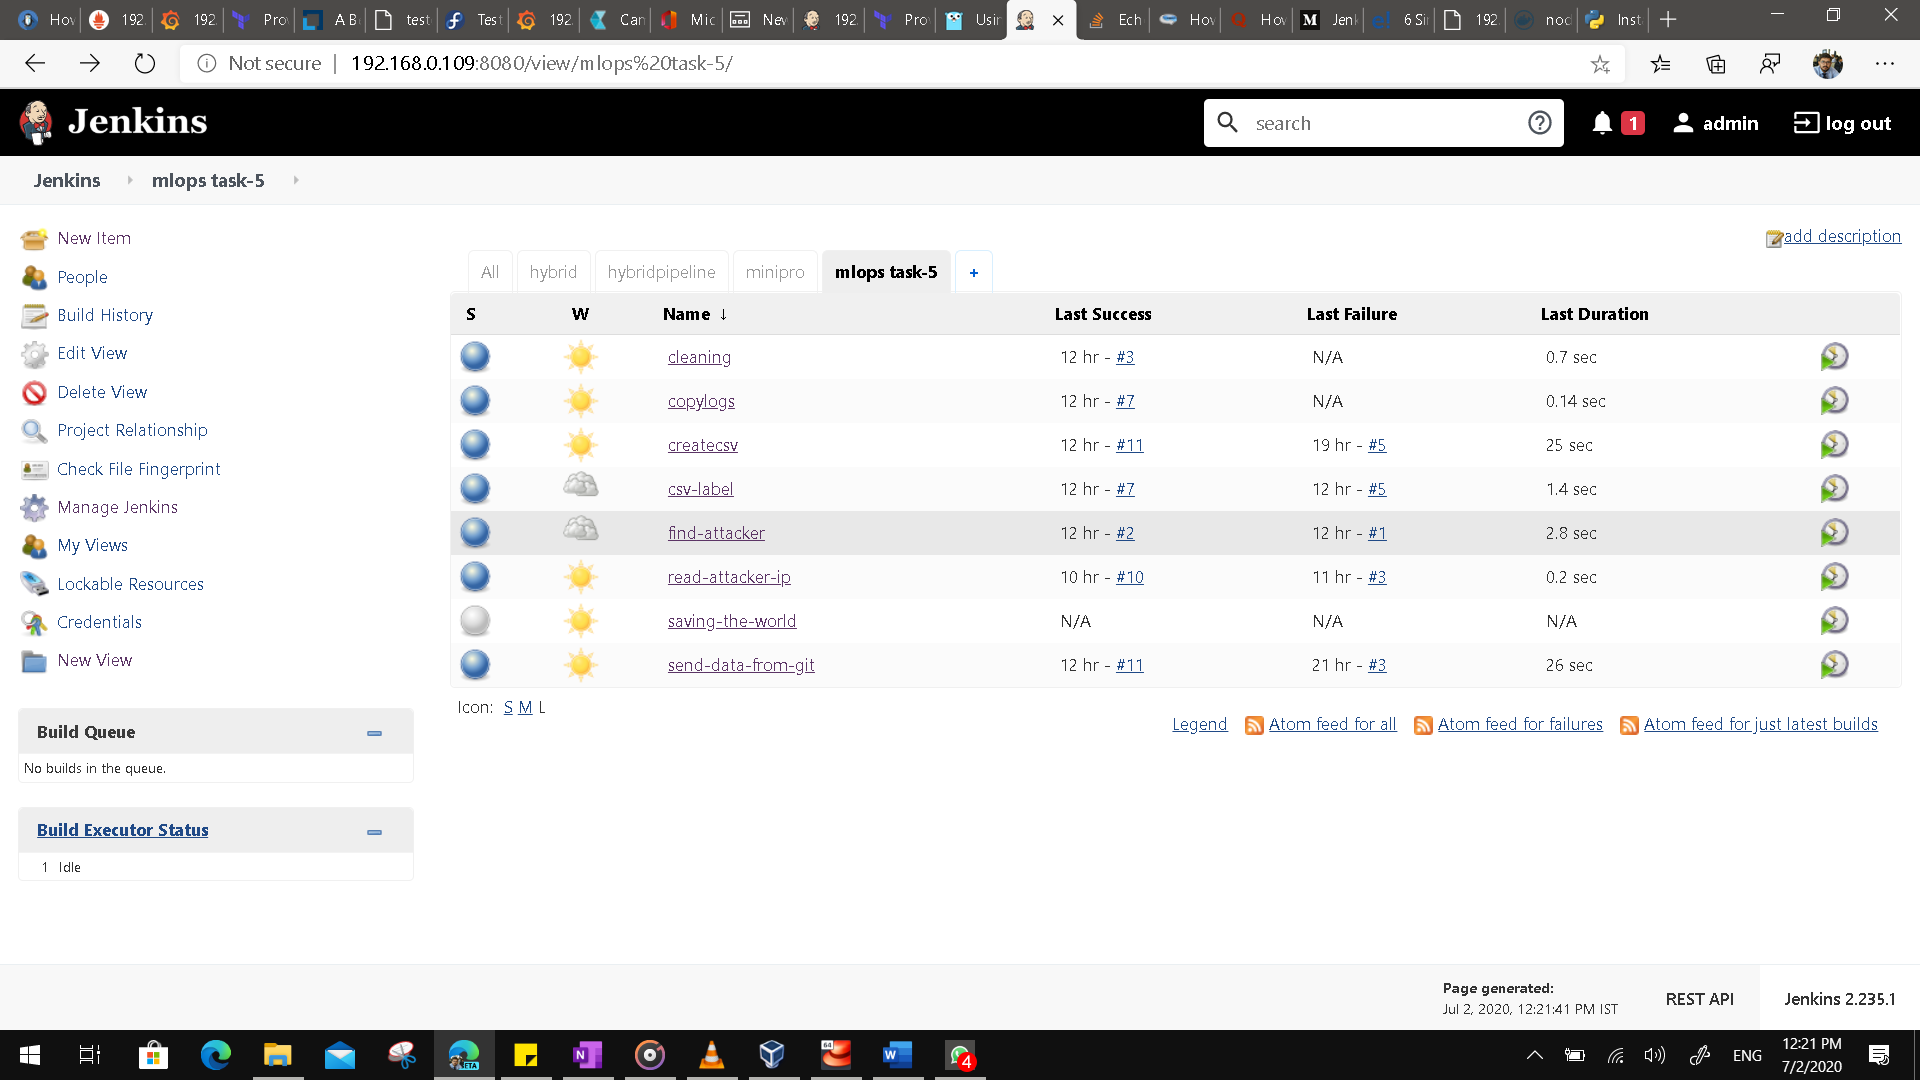 Hov 192. 192. Pro A B test Test 192. Can Mic Nev 192. Pro Usin Ech Hov Hov Jenk 6 Si 192. noc Inst
Not secure | 192.168.0.109:8080/view/mlops%20task-5/
Jenkins search 1 admin log out
Jenkins mlops task-5
New Item
People
Build History
Edit View
Delete View
Project Relationship
Check File Fingerprint
Manage Jenkins
My Views
Lockable Resources
Credentials
New View
Build Queue
No builds in the queue.
Build Executor Status
1 Idle
add description
All hybrid hybridpipeline minipro mlops task-5 +
S W Name ↓ Last Success Last Failure Last Duration
cleaning 12 hr - #3 N/A 0.7 sec
copylogs 12 hr - #7 N/A 0.14 sec
createcsv 12 hr - #11 19 hr - #5 25 sec
csv-label 12 hr - #7 12 hr - #5 1.4 sec
find-attacker 12 hr - #2 12 hr - #1 2.8 sec
read-attacker-ip 10 hr - #10 11 hr - #3 0.2 sec
saving-the-world N/A N/A N/A
send-data-from-git 12 hr - #11 21 hr - #3 26 sec
Icon: S M L
Legend Atom feed for all Atom feed for failures Atom feed for just latest builds
Page generated:
Jul 2, 2020, 12:21:41 PM IST
REST API Jenkins 2.235.1
4 ENG
12:21 PM
7/2/2020